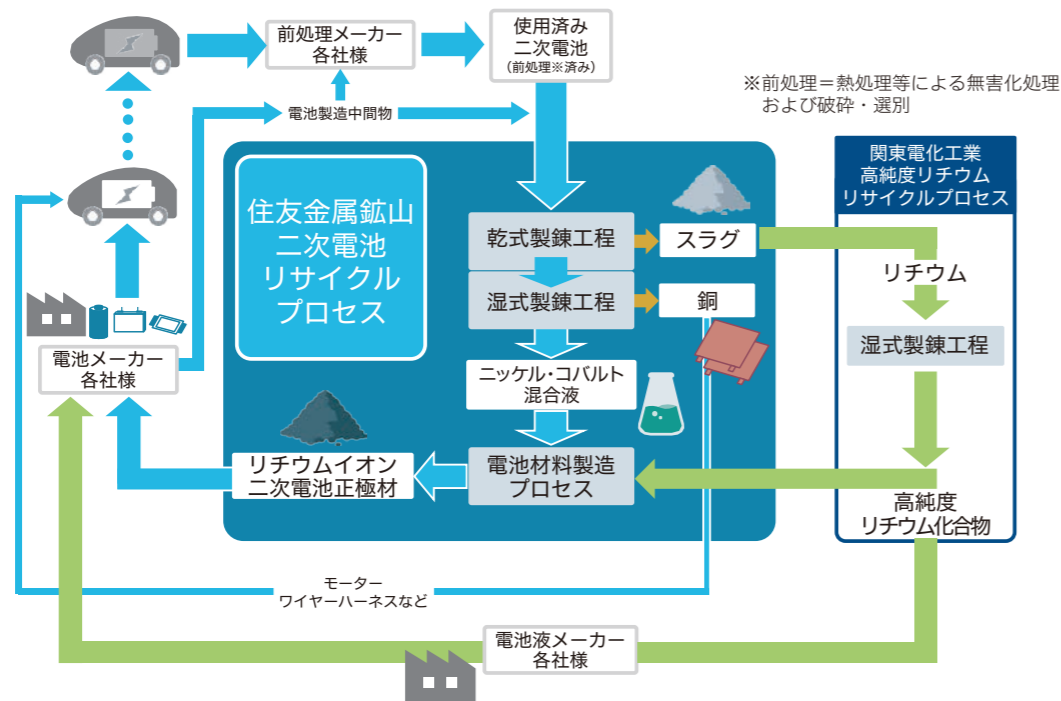 前処理メーカー
各社様
使用済み
二次電池
(前処理※済み)
電池製造中間物
※前処理＝熱処理等による無害化処理
および破砕・選別
関東電化工業
高純度リチウム
リサイクルプロセス
住友金属鉱山
二次電池
リサイクル
プロセス
乾式製錬工程
スラグ
リチウム
湿式製錬工程
銅
湿式製錬工程
電池メーカー
各社様
ニッケル・コバルト
混合液
リチウムイオン
二次電池正極材
電池材料製造
プロセス
高純度
リチウム化合物
モーター
ワイヤーハーネスなど
電池液メーカー
各社様